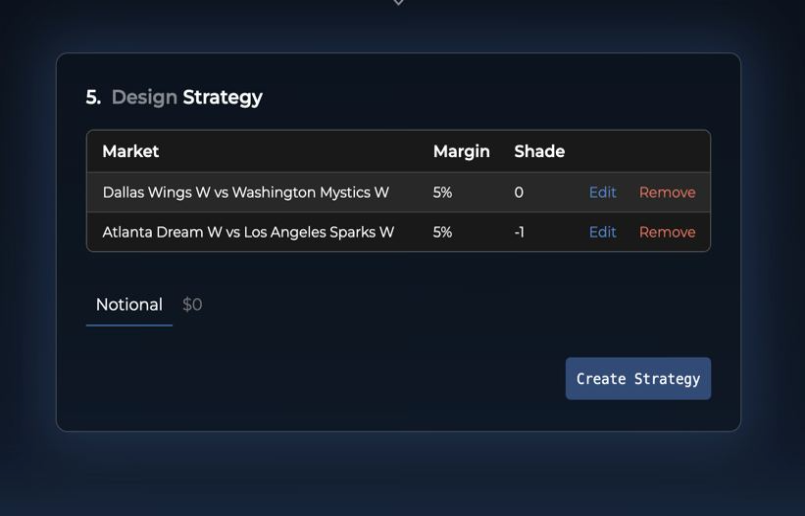 5. Design Strategy
Market Margin Shade
Dallas Wings W vs Washington Mystics W 5% 0 Edit Remove
Atlanta Dream W vs Los Angeles Sparks W 5% -1 Edit Remove
Notional $0
Create Strategy